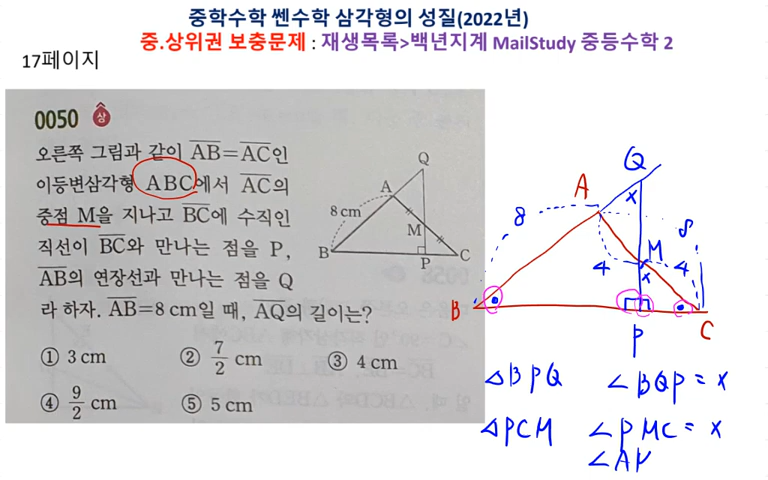 중학수학 쎈수학 삼각형의 성질(2022년)
중.상위권 보충문제 : 재생목록>백년지계 MailStudy 중등수학 2
17페이지
0050 상
오른쪽 그림과 같이 AB=AC인
이등변삼각형 ABC에서 AC의
중점 M을 지나고 BC에 수직인
직선이 BC와 만나는 점을 P,
AB의 연장선과 만나는 점을 Q
라 하자. AB=8 cm일 때, AQ의 길이는?
① 3 cm ② 7/2 cm ③ 4 cm
④ 9/2 cm ⑤ 5 cm
Q
A
8 cm
M
B P C
Q
A x
8 8
M
4 x 4
B C
P
△BPQ ∠BQP = x
△PCM ∠PMC = x